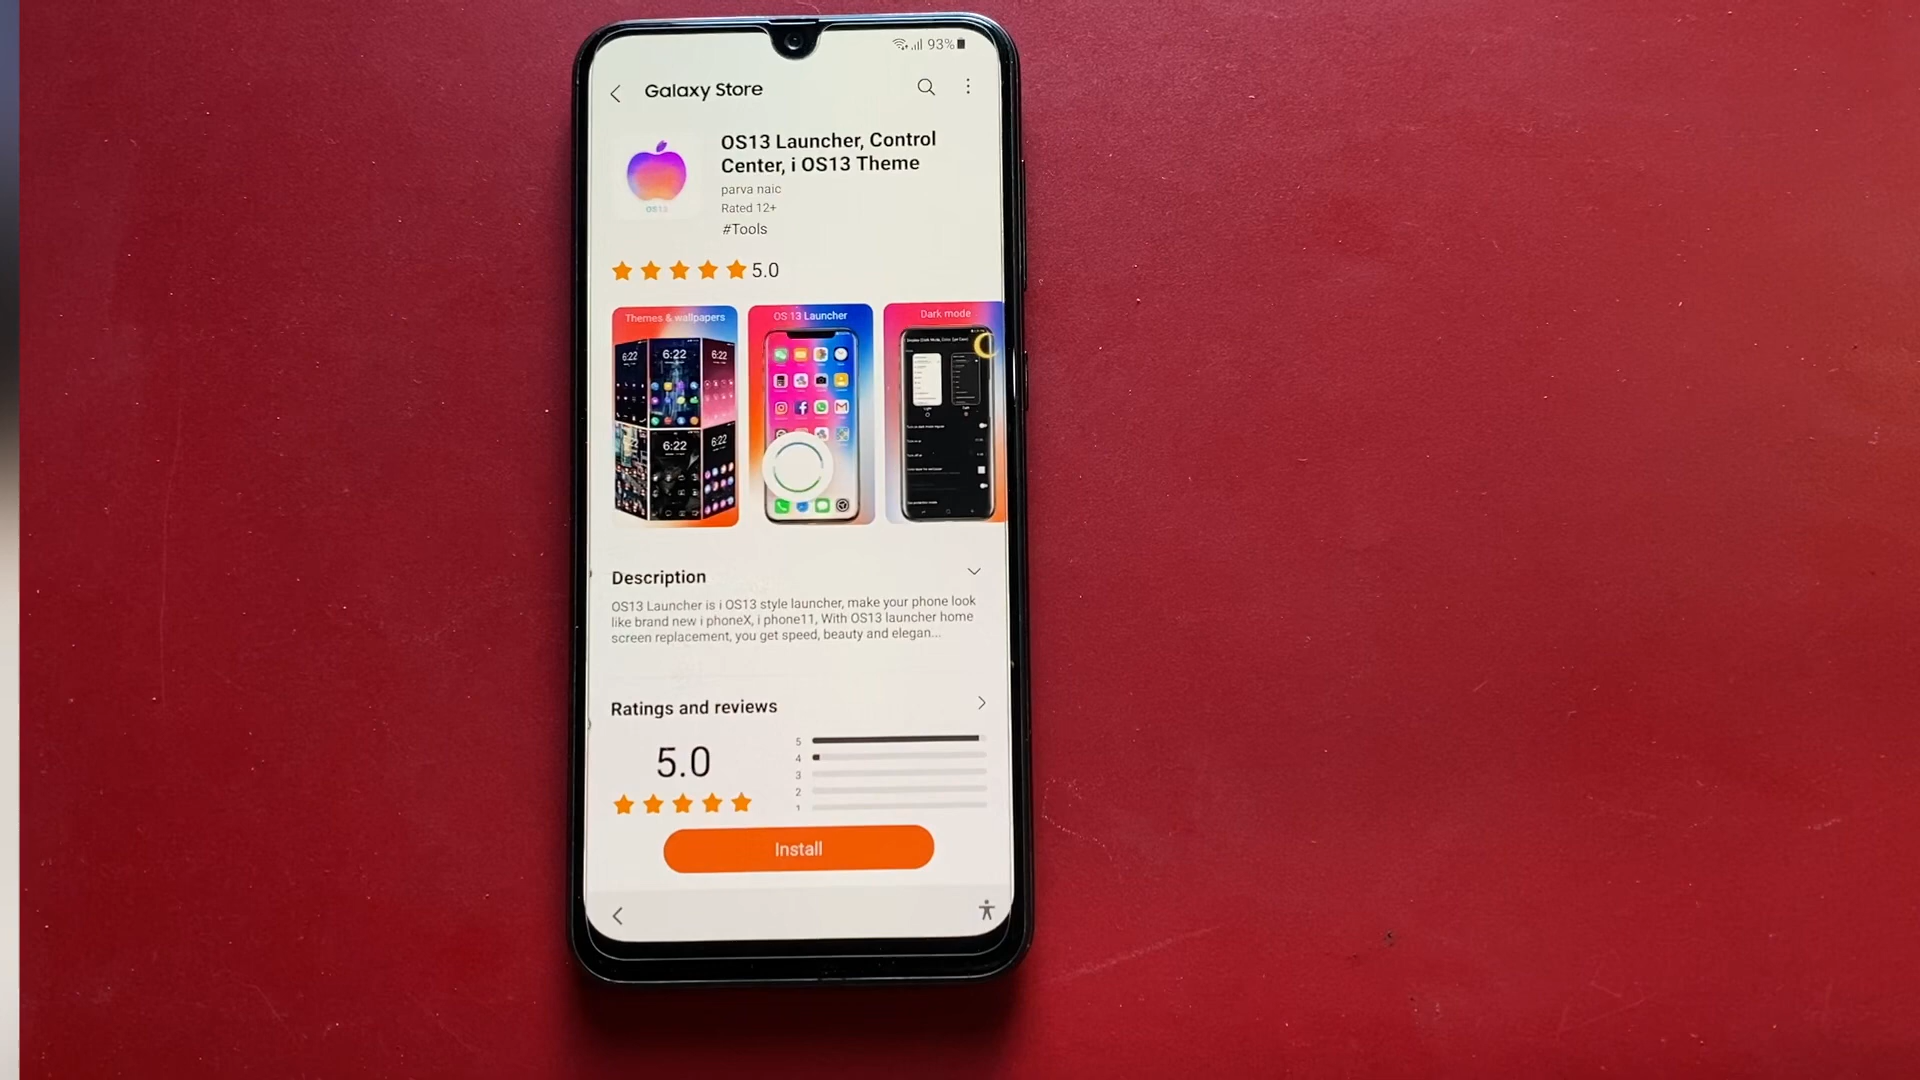 93%
Galaxy Store
OS13 Launcher, Control
Center, i OS13 Theme
parva naic
Rated 12+
#Tools
OS13
5.0
Themes & wallpapers
OS 13 Launcher
Dark mode
6:22
6:22
6:22
6:22
6:22
Description
OS13 Launcher is i OS13 style launcher, make your phone look
like brand new i phoneX, i phone11, With OS13 launcher home
screen replacement, you get speed, beauty and elegan...
Ratings and reviews
5.0
5
4
3
2
1
Install